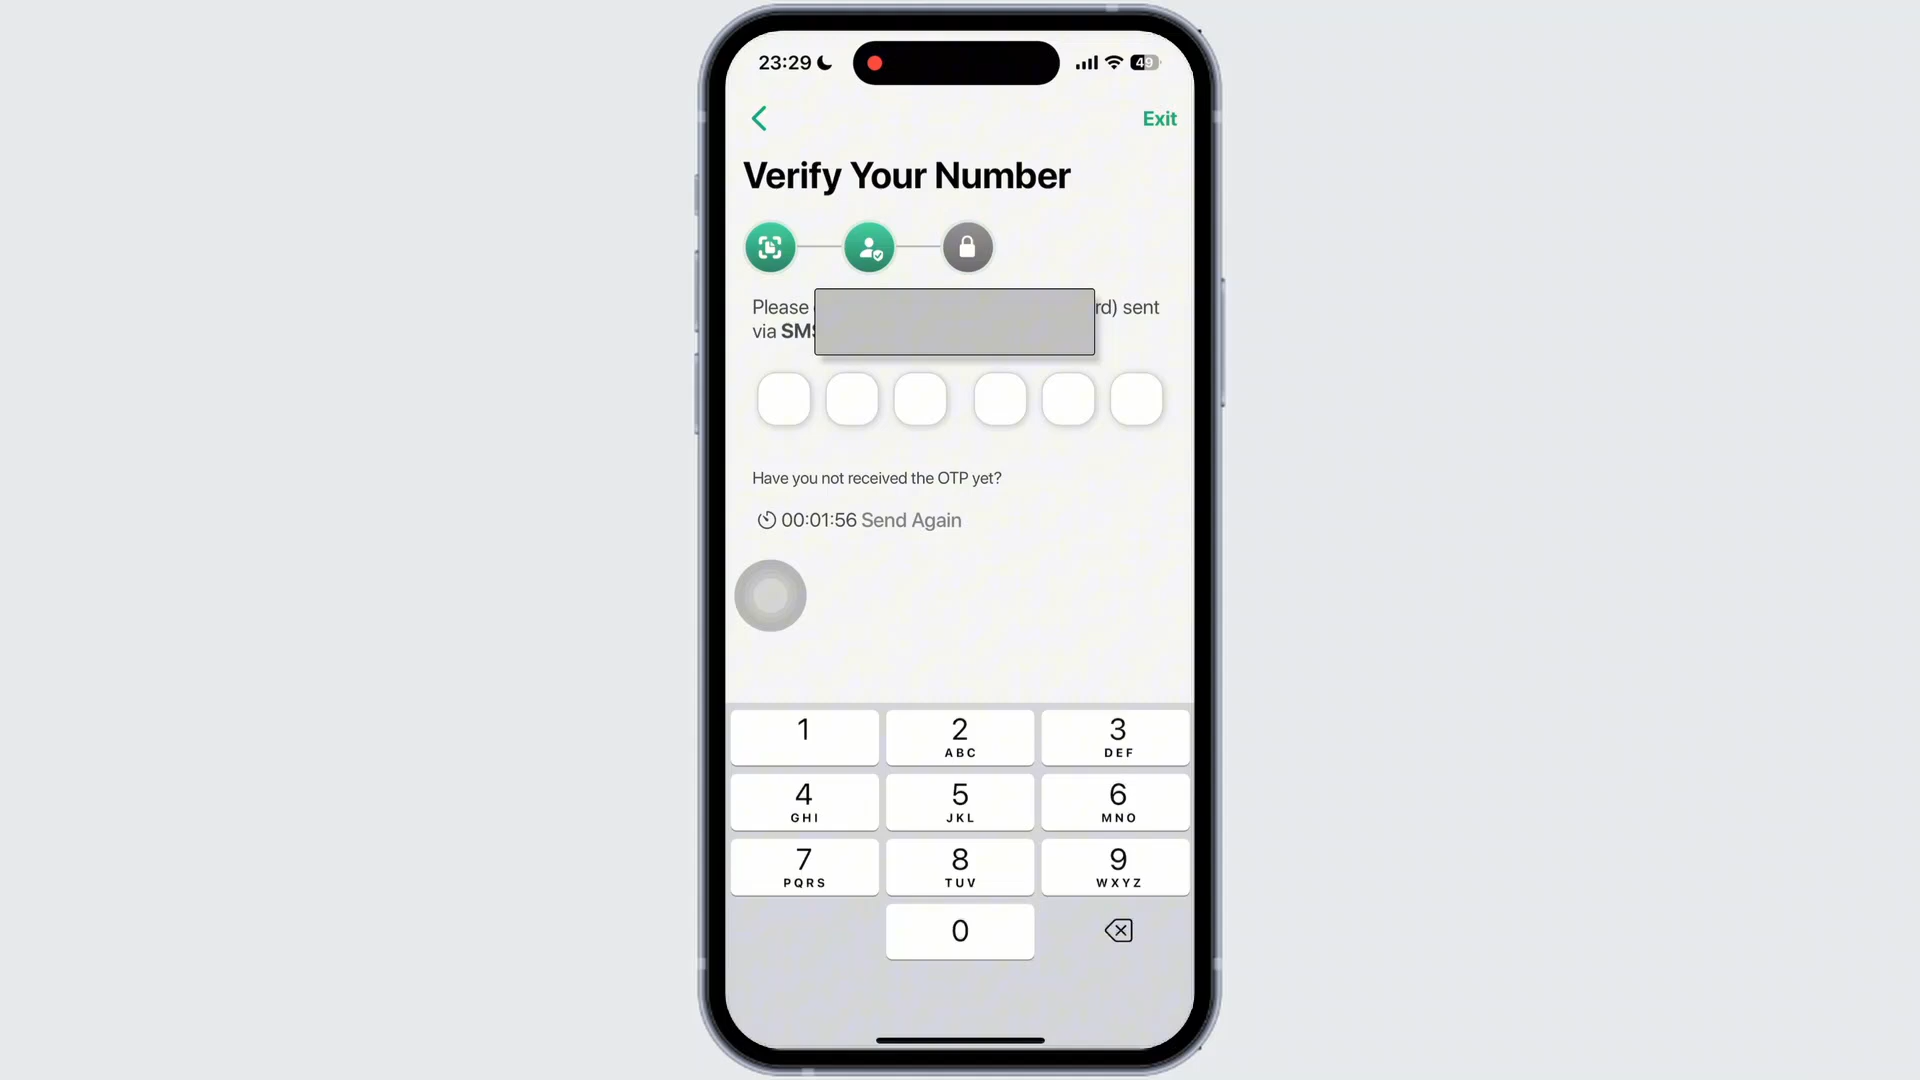 23:29
49
Exit
Verify Your Number
Please rd) sent
via SMS
Have you not received the OTP yet?
00:01:56 Send Again
1
2
ABC
3
DEF
4
GHI
5
JKL
6
MNO
7
PQRS
8
TUV
9
WXYZ
0